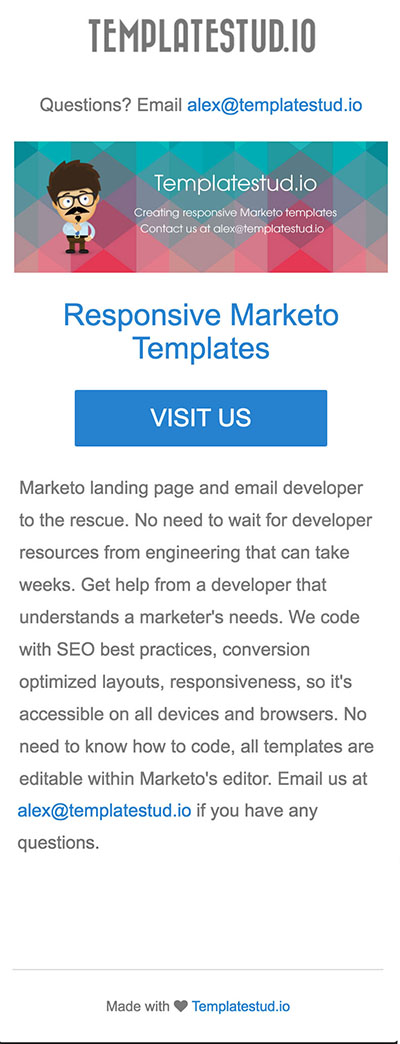 TEMPLATESTUD.IO
Questions? Email alex@templatestud.io
Templatestud.io
Creating responsive Marketo templates
Contact us at alex@templatestud.io
Responsive Marketo
Templates
VISIT US
Marketo landing page and email developer
to the rescue. No need to wait for developer
resources from engineering that can take
weeks. Get help from a developer that
understands a marketer's needs. We code
with SEO best practices, conversion
optimized layouts, responsiveness, so it's
accessible on all devices and browsers. No
need to know how to code, all templates are
editable within Marketo's editor. Email us at
alex@templatestud.io if you have any
questions.
Made with ♥ Templatestud.io